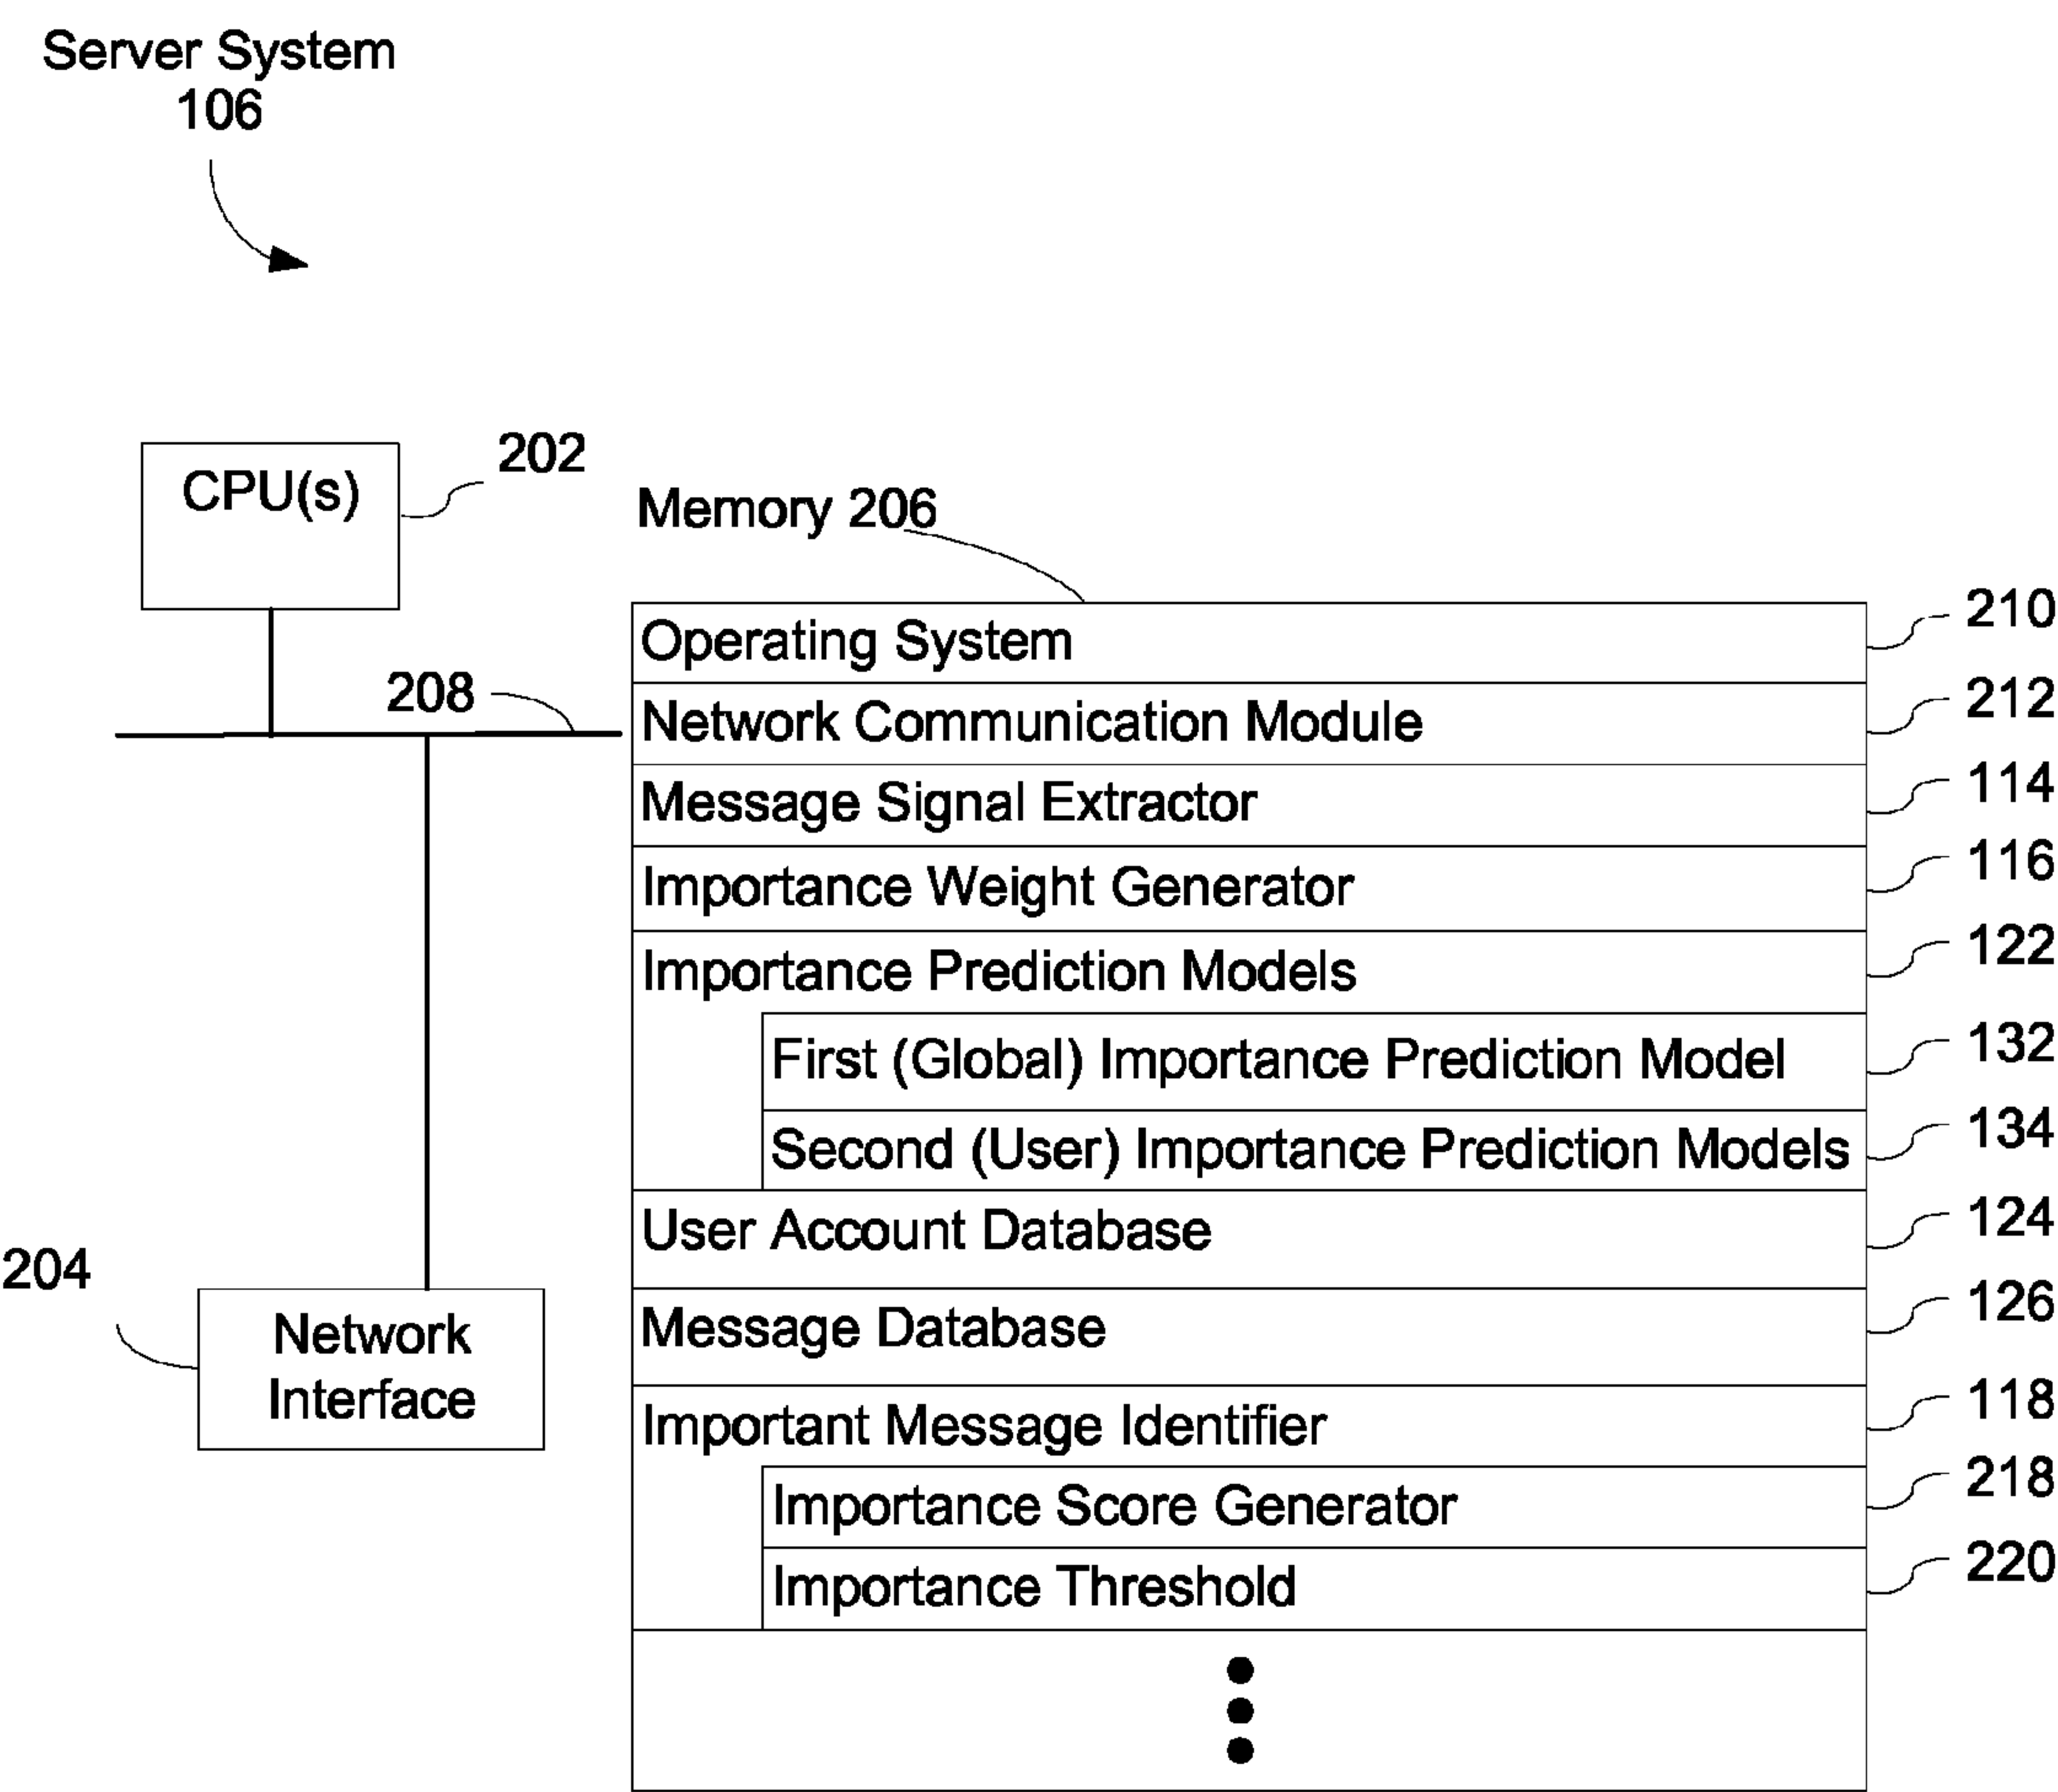 Server System
106
CPU(s)
202
Memory 206
208
Operating System
210
Network Communication Module
212
Message Signal Extractor
114
Importance Weight Generator
116
Importance Prediction Models
122
First (Global) Importance Prediction Model
132
Second (User) Importance Prediction Models
134
User Account Database
124
Message Database
126
Important Message Identifier
118
Importance Score Generator
218
Importance Threshold
220
204
Network
Interface